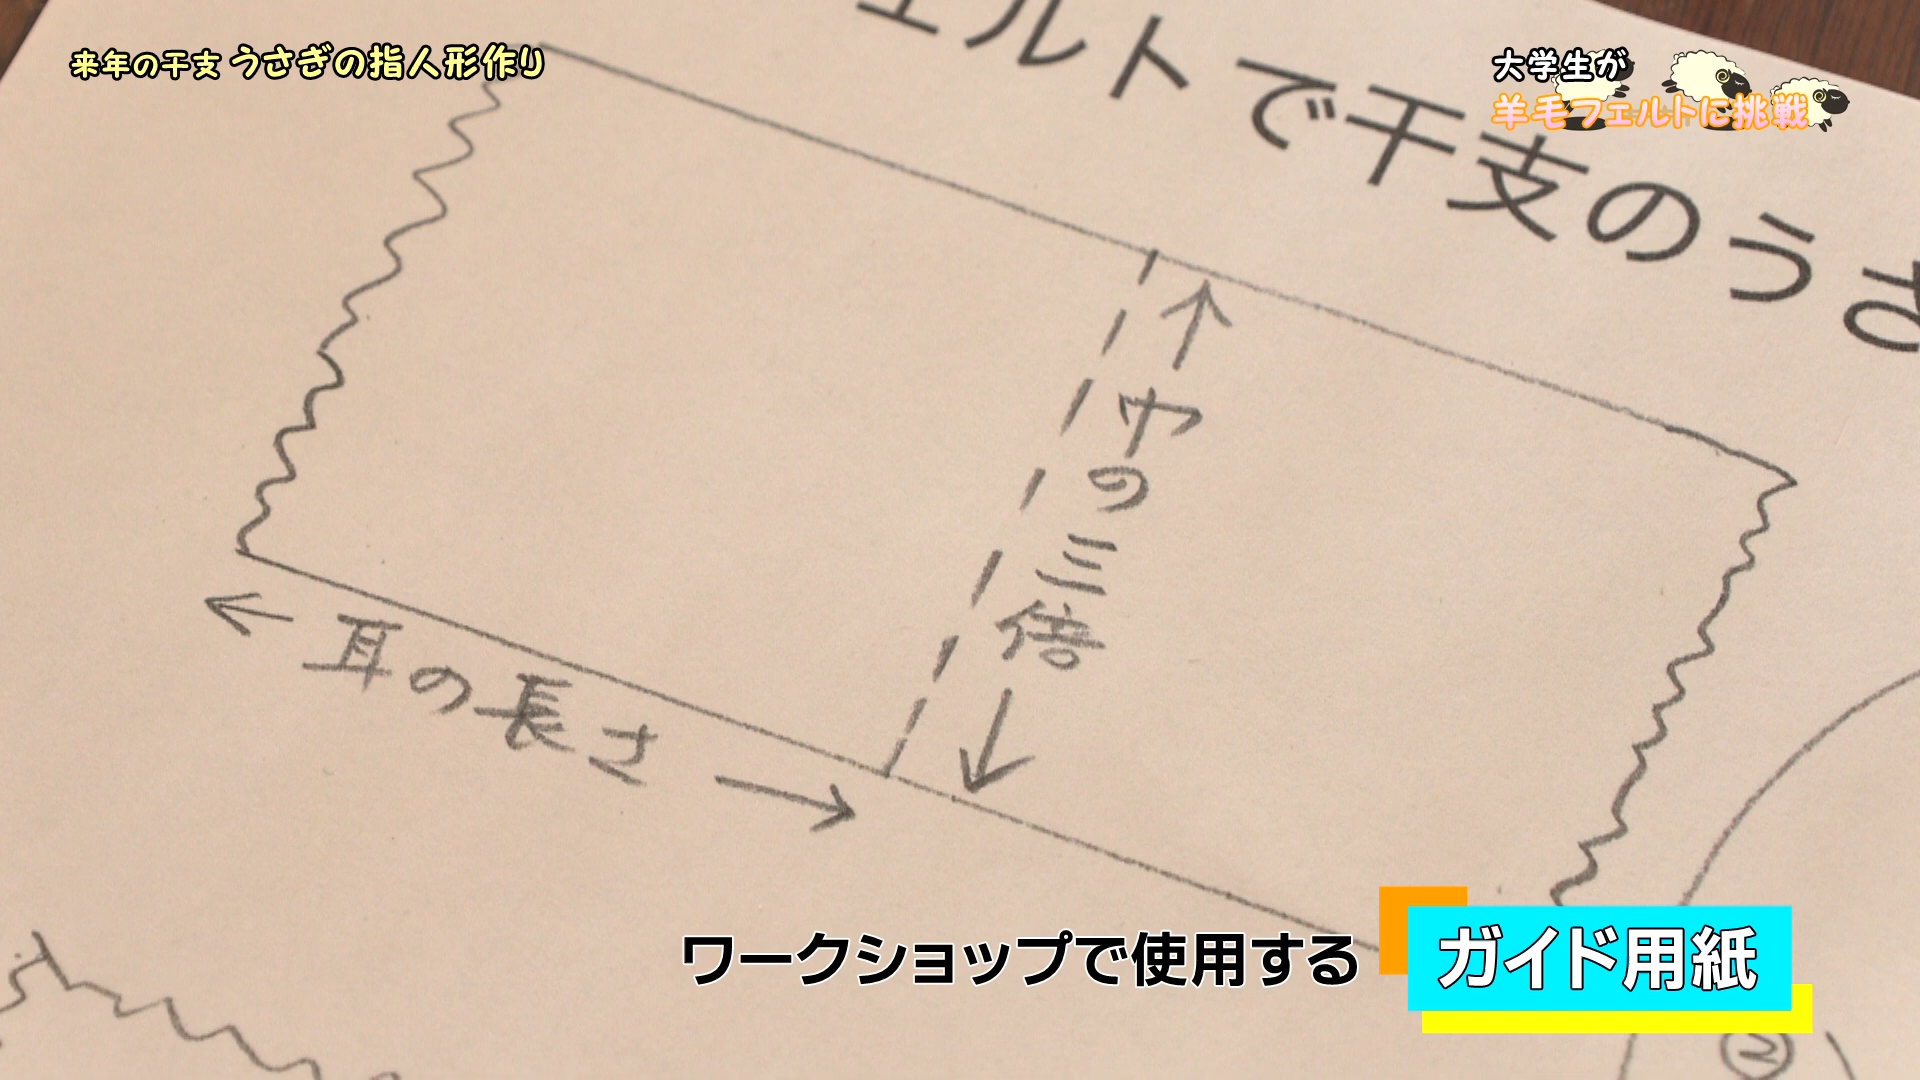 来年の干支 うさぎの指人形作り
大学生が
羊毛フェルトに挑戦
ェルトで干支のうさ
巾の三倍
耳の長さ
ワークショップで使用する ガイド用紙
②